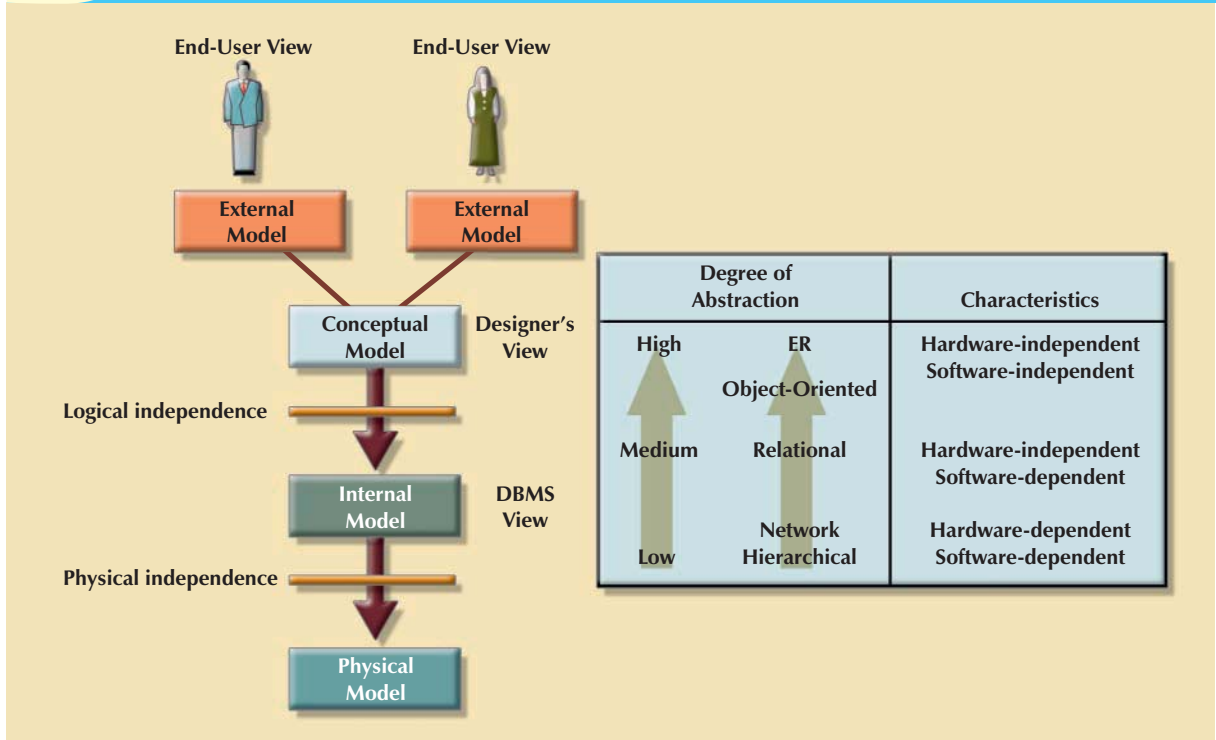 End-User View
End-User View
External
Model
External
Model
Conceptual
Model
Designer's
View
Logical independence
Internal
Model
DBMS
View
Physical independence
Physical
Model
Degree of
Abstraction
Characteristics
High
ER
Hardware-independent
Software-independent
Object-Oriented
Medium
Relational
Hardware-independent
Software-dependent
Network
Hardware-dependent
Low
Hierarchical
Software-dependent